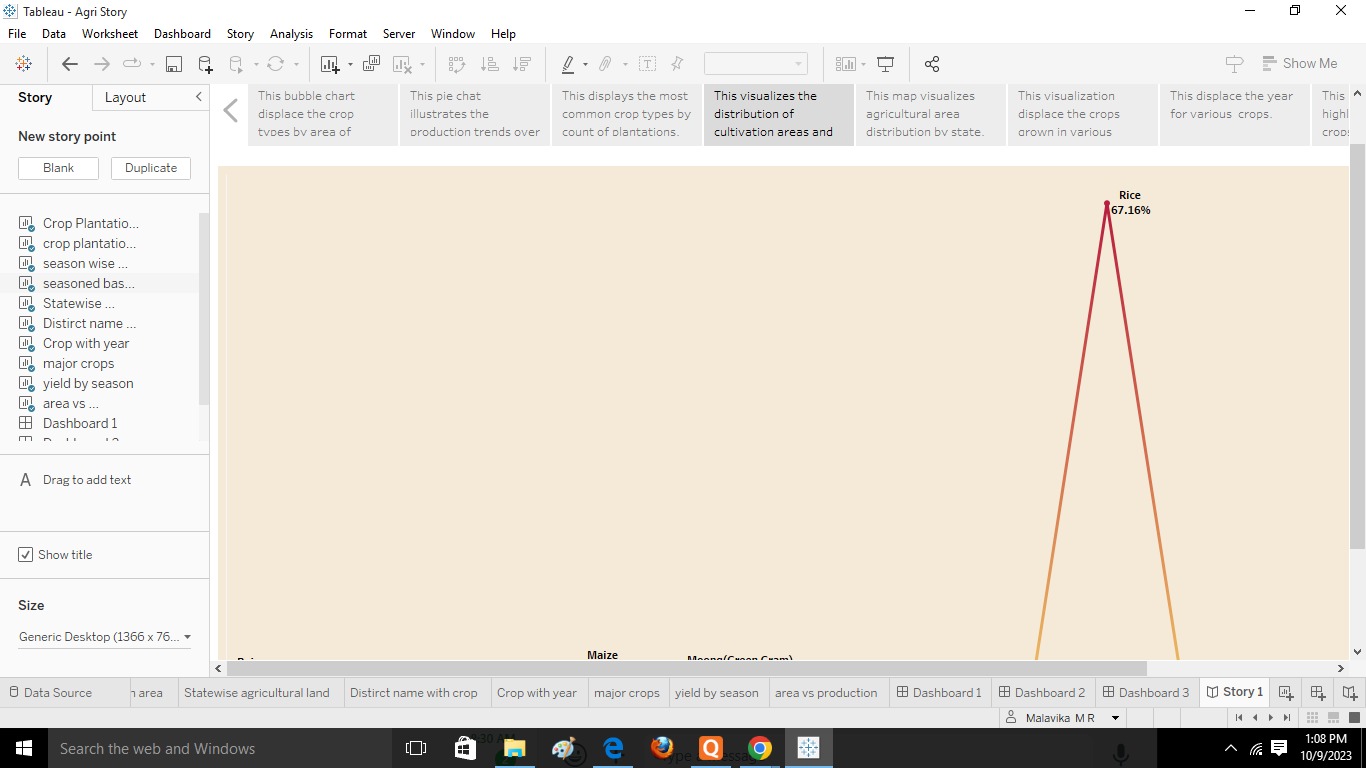 Tableau - Agri Story
File Data Worksheet Dashboard Story Analysis Format Server Window Help
Show Me
Story
Layout
New story point
Blank
Duplicate
Crop Plantatio...
crop plantatio...
season wise ...
seasoned bas...
Statewise ...
Distirct name ...
Crop with year
major crops
yield by season
area vs ...
Dashboard 1
A Drag to add text
Show title
Size
Generic Desktop (1366 x 76...
This bubble chart
displace the crop
types by area of
This pie chat
illustrates the
production trends over
This displays the most
common crop types by
count of plantations.
This visualizes the
distribution of
cultivation areas and
This map visualizes
agricultural area
distribution by state.
This visualization
displace the crops
grown in various
This displace the year
for various crops.
This
highl
crops
Rice
67.16%
Maize
Moong(Green Gram)
Data Source
n area
Statewise agricultural land
Distirct name with crop
Crop with year
major crops
yield by season
area vs production
Dashboard 1
Dashboard 2
Dashboard 3
Story 1
Malavika M R
Search the web and Windows
1:08 PM
10/9/2023